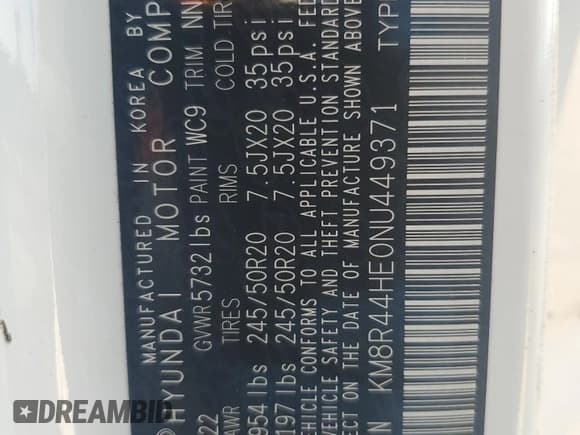 MANUFACTURED IN KOREA BY
HYUNDAI MOTOR COMP
22 GVWR 5732 lbs PAINT WC9 TRIM NN
AWR TIRES RIMS COLD TIR
954 lbs 245/50R20 7.5JX20 35psi
197 lbs 245/50R20 7.5JX20 35psi
EHICLE CONFORMS TO ALL APPLICABLE U.S.A. FED
VEHICLE SAFETY AND THEFT PREVENTION STANDARD
ECT ON THE DATE OF MANUFACTURE SHOWN ABOVE
N KM8R44HE0NU449371 TYP
DREAMBID